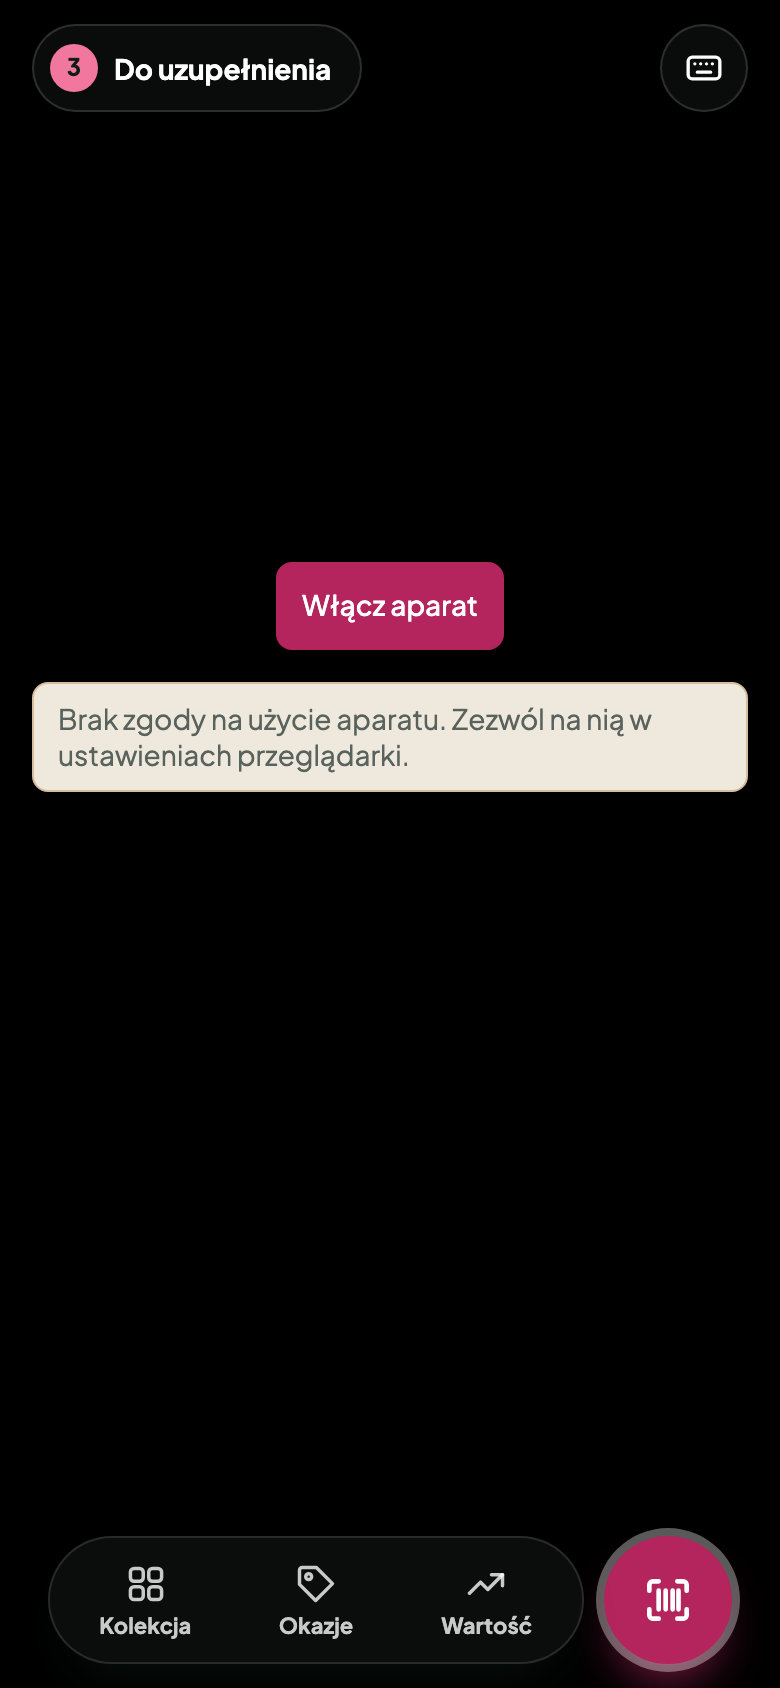 3 Do uzupełnienia
Włącz aparat
Brak zgody na użycie aparatu. Zezwól na nią w
ustawieniach przeglądarki.
Kolekcja Okazje Wartość